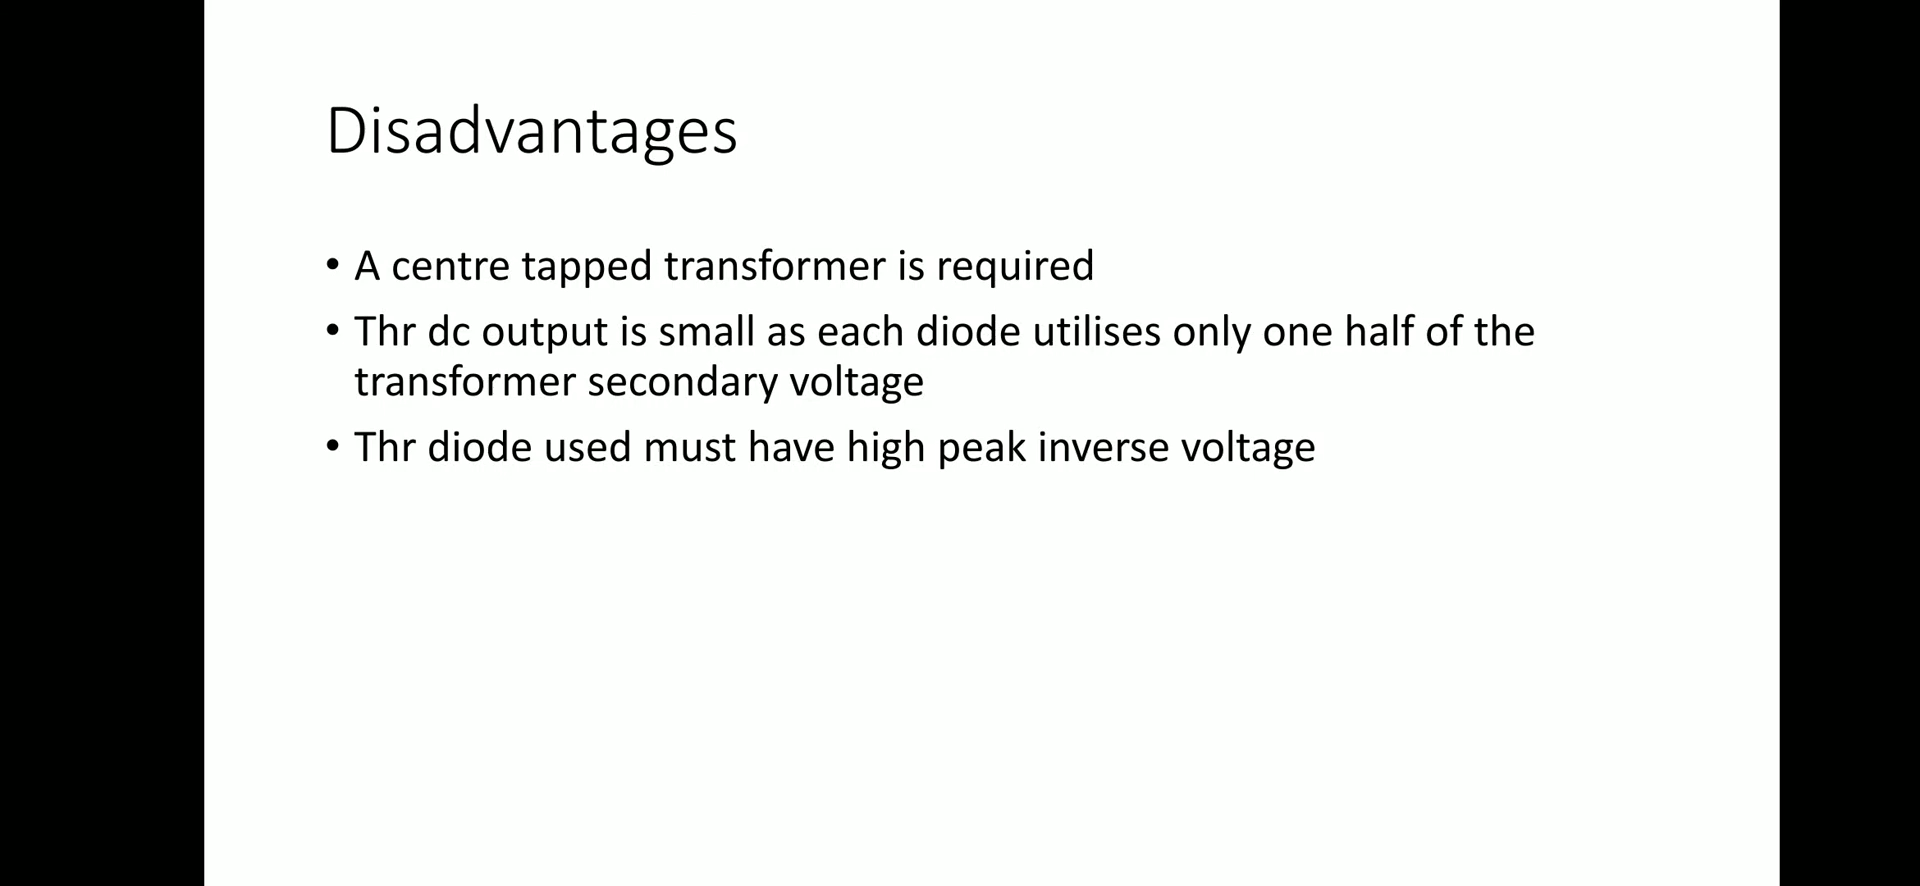 Disadvantages
• A centre tapped transformer is required
• Thr dc output is small as each diode utilises only one half of the
transformer secondary voltage
• Thr diode used must have high peak inverse voltage